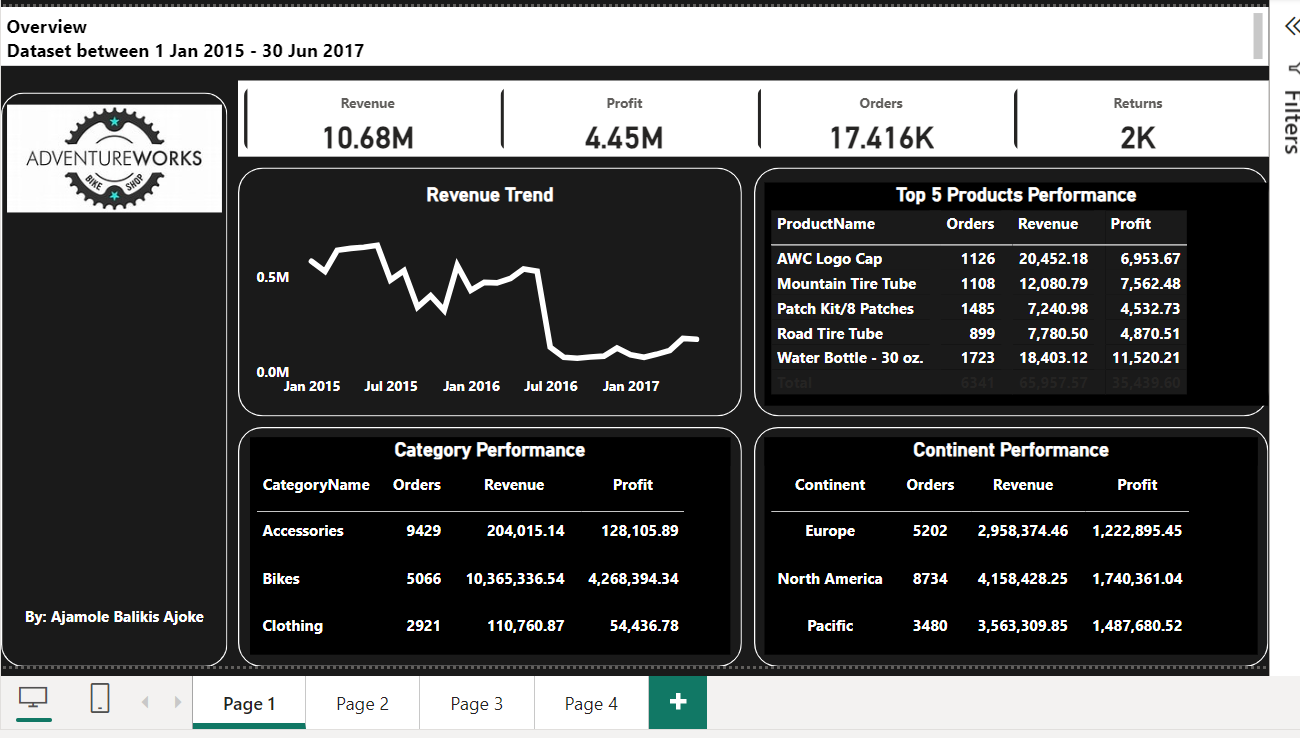 Overview
Dataset between 1 Jan 2015 - 30 Jun 2017
Filters
ADVENTUREWORKS
BIKE SHOP
Revenue Profit Orders Returns
10.68M 4.45M 17.416K 2K
Revenue Trend
0.5M
0.0M
Jan 2015 Jul 2015 Jan 2016 Jul 2016 Jan 2017
Top 5 Products Performance
ProductName Orders Revenue Profit
AWC Logo Cap 1126 20,452.18 6,953.67
Mountain Tire Tube 1108 12,080.79 7,562.48
Patch Kit/8 Patches 1485 7,240.98 4,532.73
Road Tire Tube 899 7,780.50 4,870.51
Water Bottle - 30 oz. 1723 18,403.12 11,520.21
Total 6341 65,957.57 35,439.60
Category Performance
CategoryName Orders Revenue Profit
Accessories 9429 204,015.14 128,105.89
Bikes 5066 10,365,336.54 4,268,394.34
Clothing 2921 110,760.87 54,436.78
Continent Performance
Continent Orders Revenue Profit
Europe 5202 2,958,374.46 1,222,895.45
North America 8734 4,158,428.25 1,740,361.04
Pacific 3480 3,563,309.85 1,487,680.52
By: Ajamole Balikis Ajoke
Page 1 Page 2 Page 3 Page 4 +